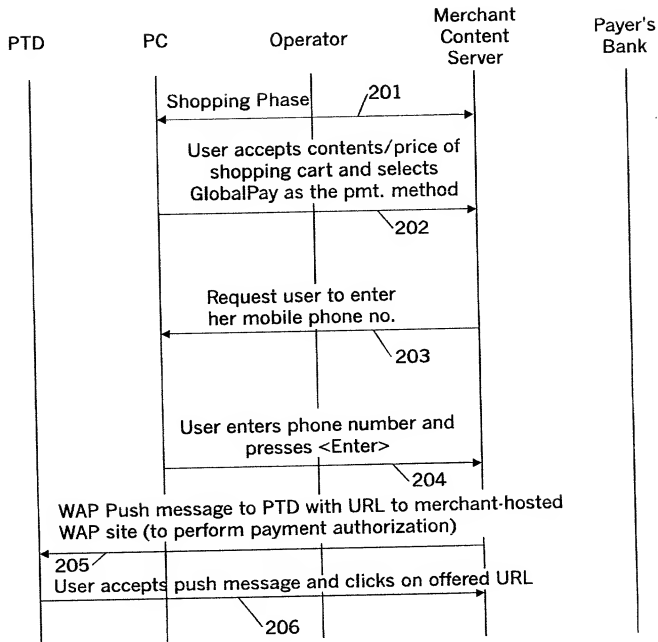 PTD
PC
Operator
Merchant
Content
Server
Payer's
Bank
Shopping Phase
201
User accepts contents/price of
shopping cart and selects
GlobalPay as the pmt. method
202
Request user to enter
her mobile phone no.
203
User enters phone number and
presses <Enter>
204
WAP Push message to PTD with URL to merchant-hosted
WAP site (to perform payment authorization)
205
User accepts push message and clicks on offered URL
206